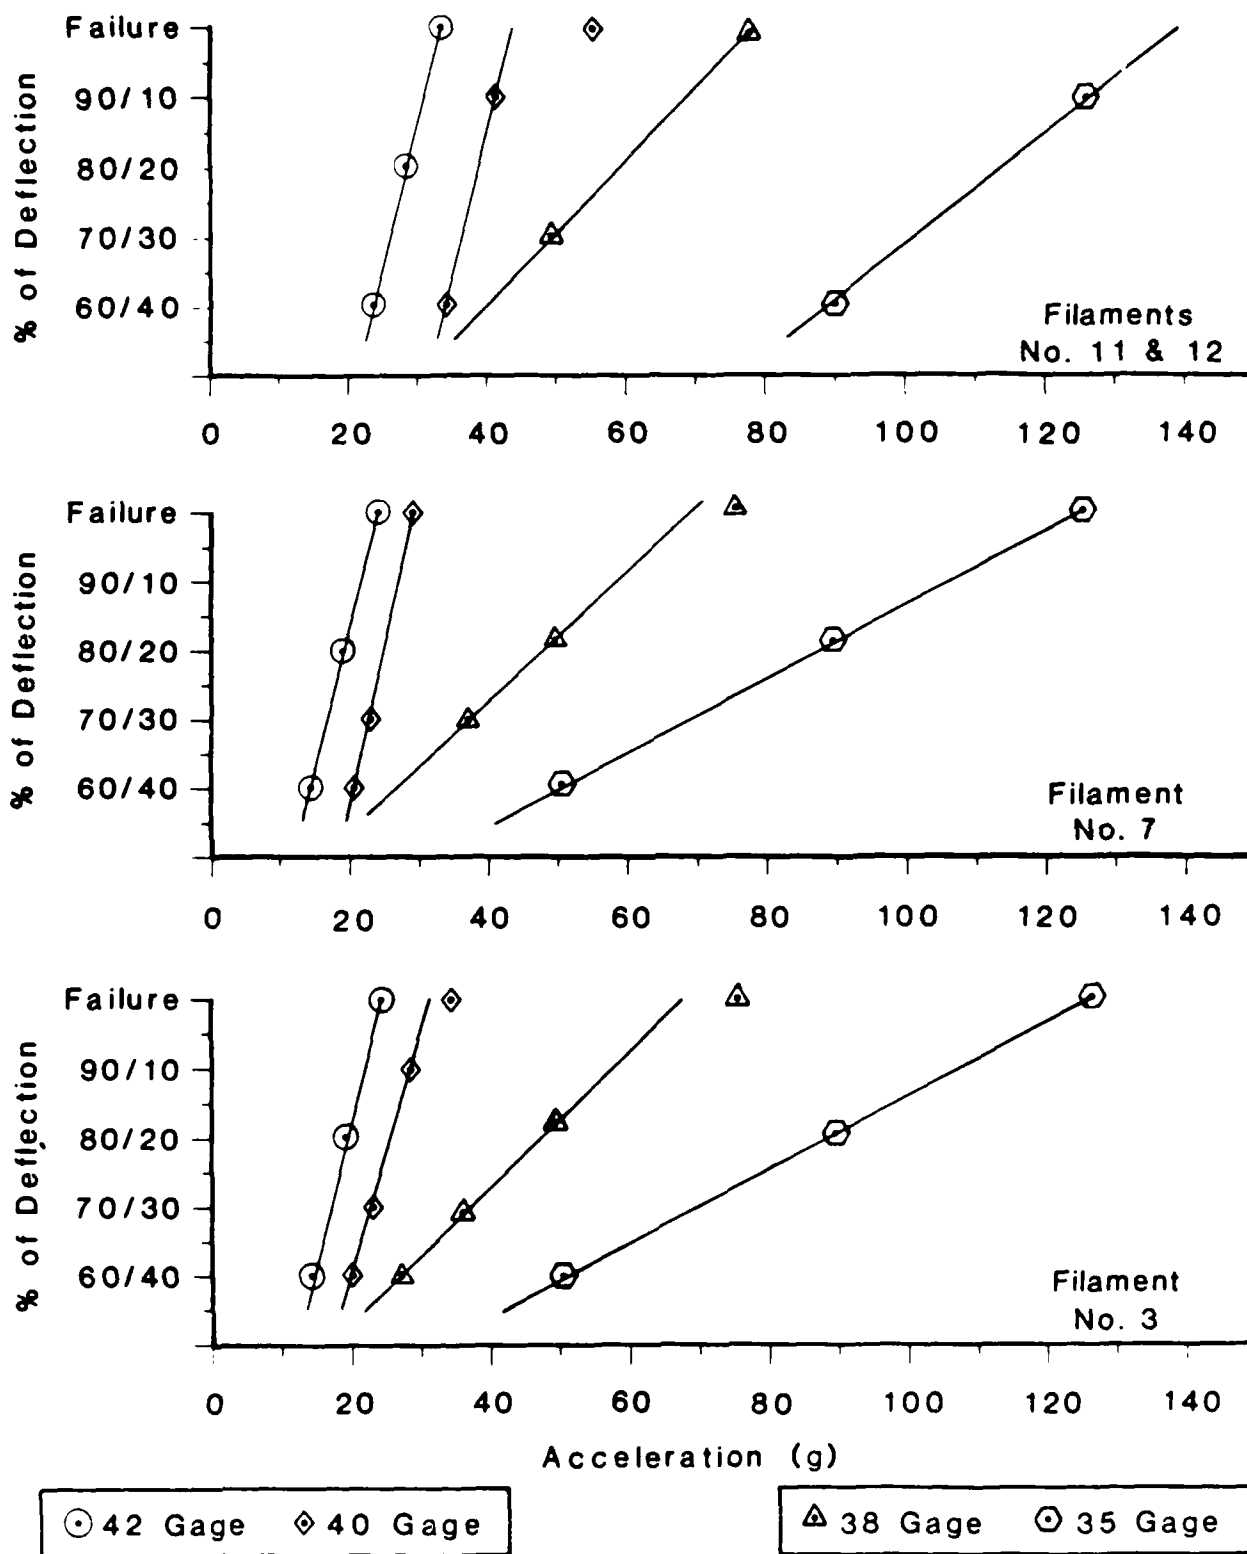 % of Deflection
Failure
90/10
80/20
70/30
60/40
Filaments
No. 11 & 12
0 20 40 60 80 100 120 140
% of Deflection
Failure
90/10
80/20
70/30
60/40
Filament
No. 7
0 20 40 60 80 100 120 140
% of Deflection
Failure
90/10
80/20
70/30
60/40
Filament
No. 3
0 20 40 60 80 100 120 140
Acceleration (g)
42 Gage 40 Gage 38 Gage 35 Gage